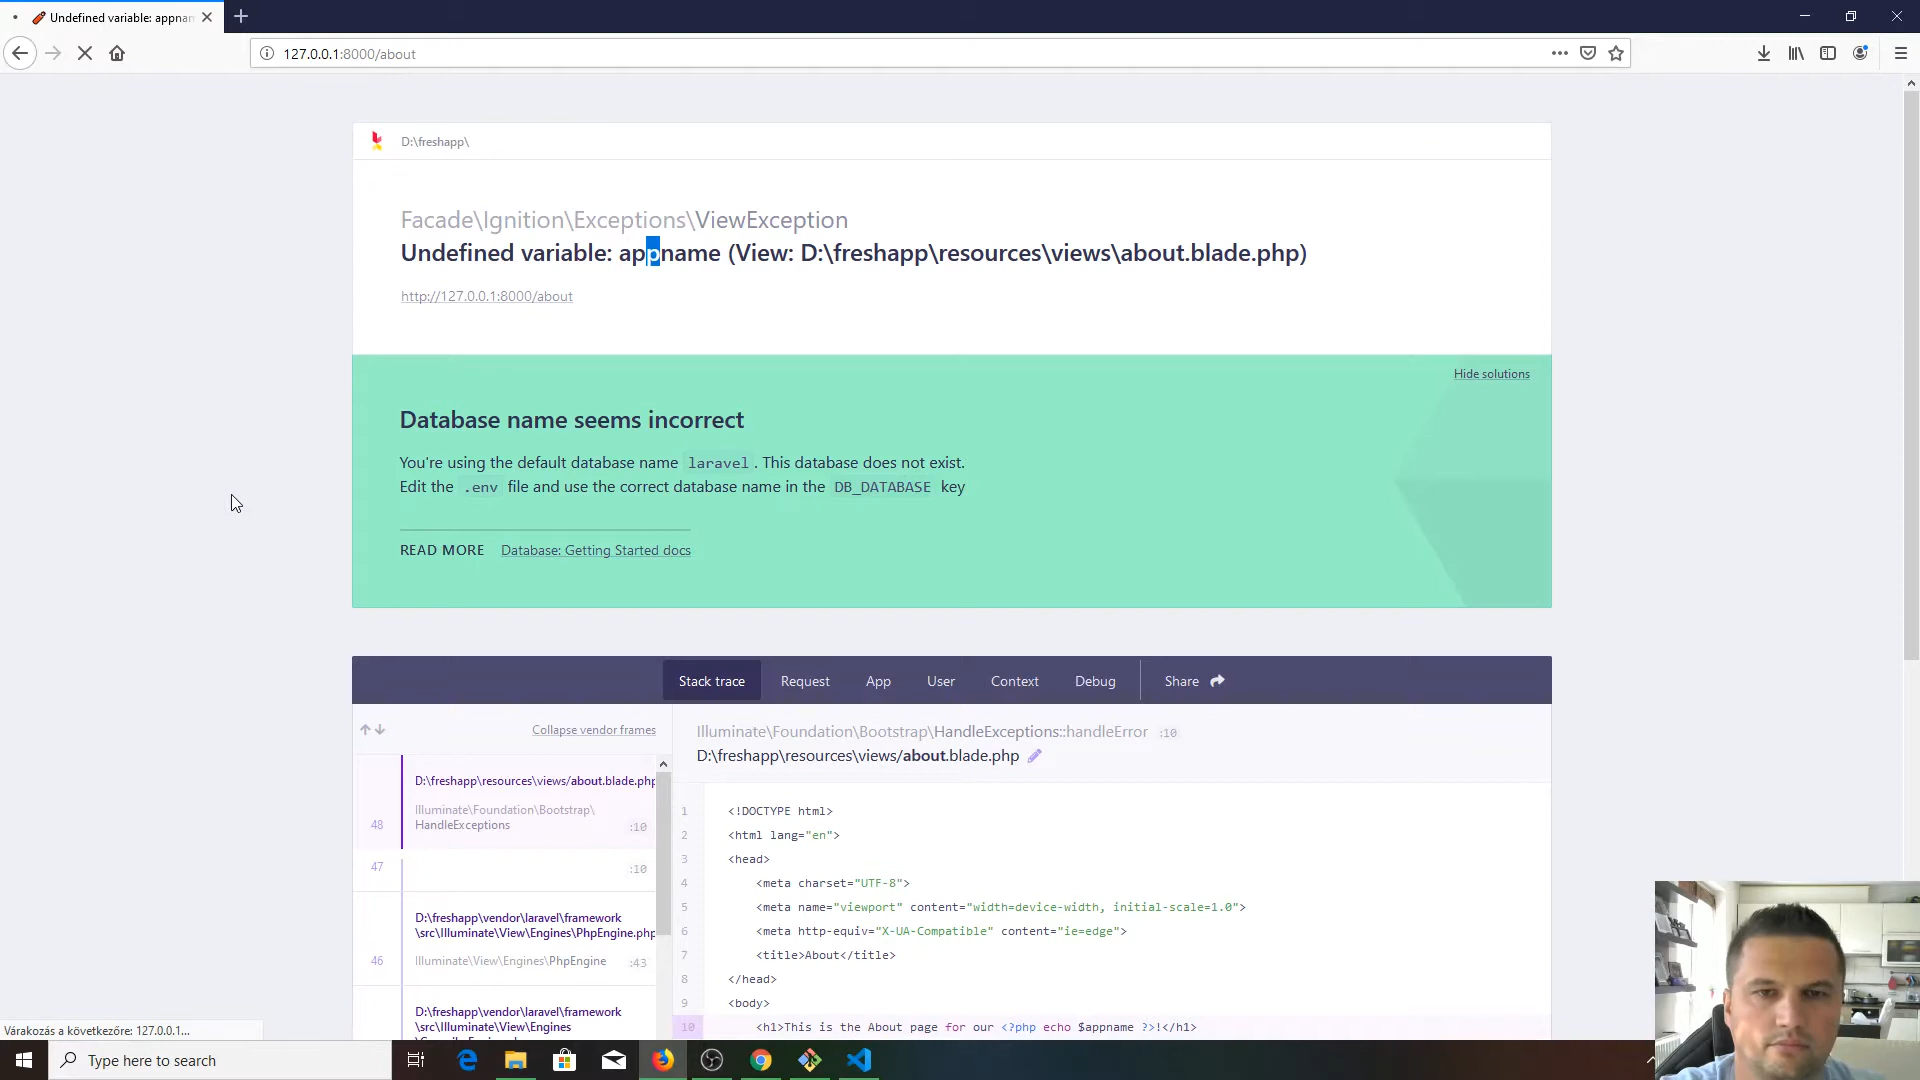 Undefined variable: appnam
127.0.0.1:8000/about
D:\freshapp\
Facade\Ignition\Exceptions\ViewException
Undefined variable: appname (View: D:\freshapp\resources\views\about.blade.php)
http://127.0.0.1:8000/about
Hide solutions
Database name seems incorrect
You're using the default database name laravel. This database does not exist.
Edit the .env file and use the correct database name in the DB_DATABASE key
READ MORE Database: Getting Started docs
Stack trace Request App User Context Debug Share
Collapse vendor frames
D:\freshapp\resources\views/about.blade.php
Illuminate\Foundation\Bootstrap\
48 HandleExceptions :10
47 :10
D:\freshapp\vendor\laravel\framework
\src\Illuminate\View\Engines\PhpEngine.php
46 Illuminate\View\Engines\PhpEngine :43
D:\freshapp\vendor\laravel\framework
\src\Illuminate\View\Engines
Illuminate\Foundation\Bootstrap\HandleExceptions::handleError :10
D:\freshapp\resources\views/about.blade.php
1 <!DOCTYPE html>
2 <html lang="en">
3 <head>
4 <meta charset="UTF-8">
5 <meta name="viewport" content="width=device-width, initial-scale=1.0">
6 <meta http-equiv="X-UA-Compatible" content="ie=edge">
7 <title>About</title>
8 </head>
9 <body>
10 <h1>This is the About page for our <?php echo $appname ?>!</h1>
Várakozás a következőre: 127.0.0.1...
Type here to search